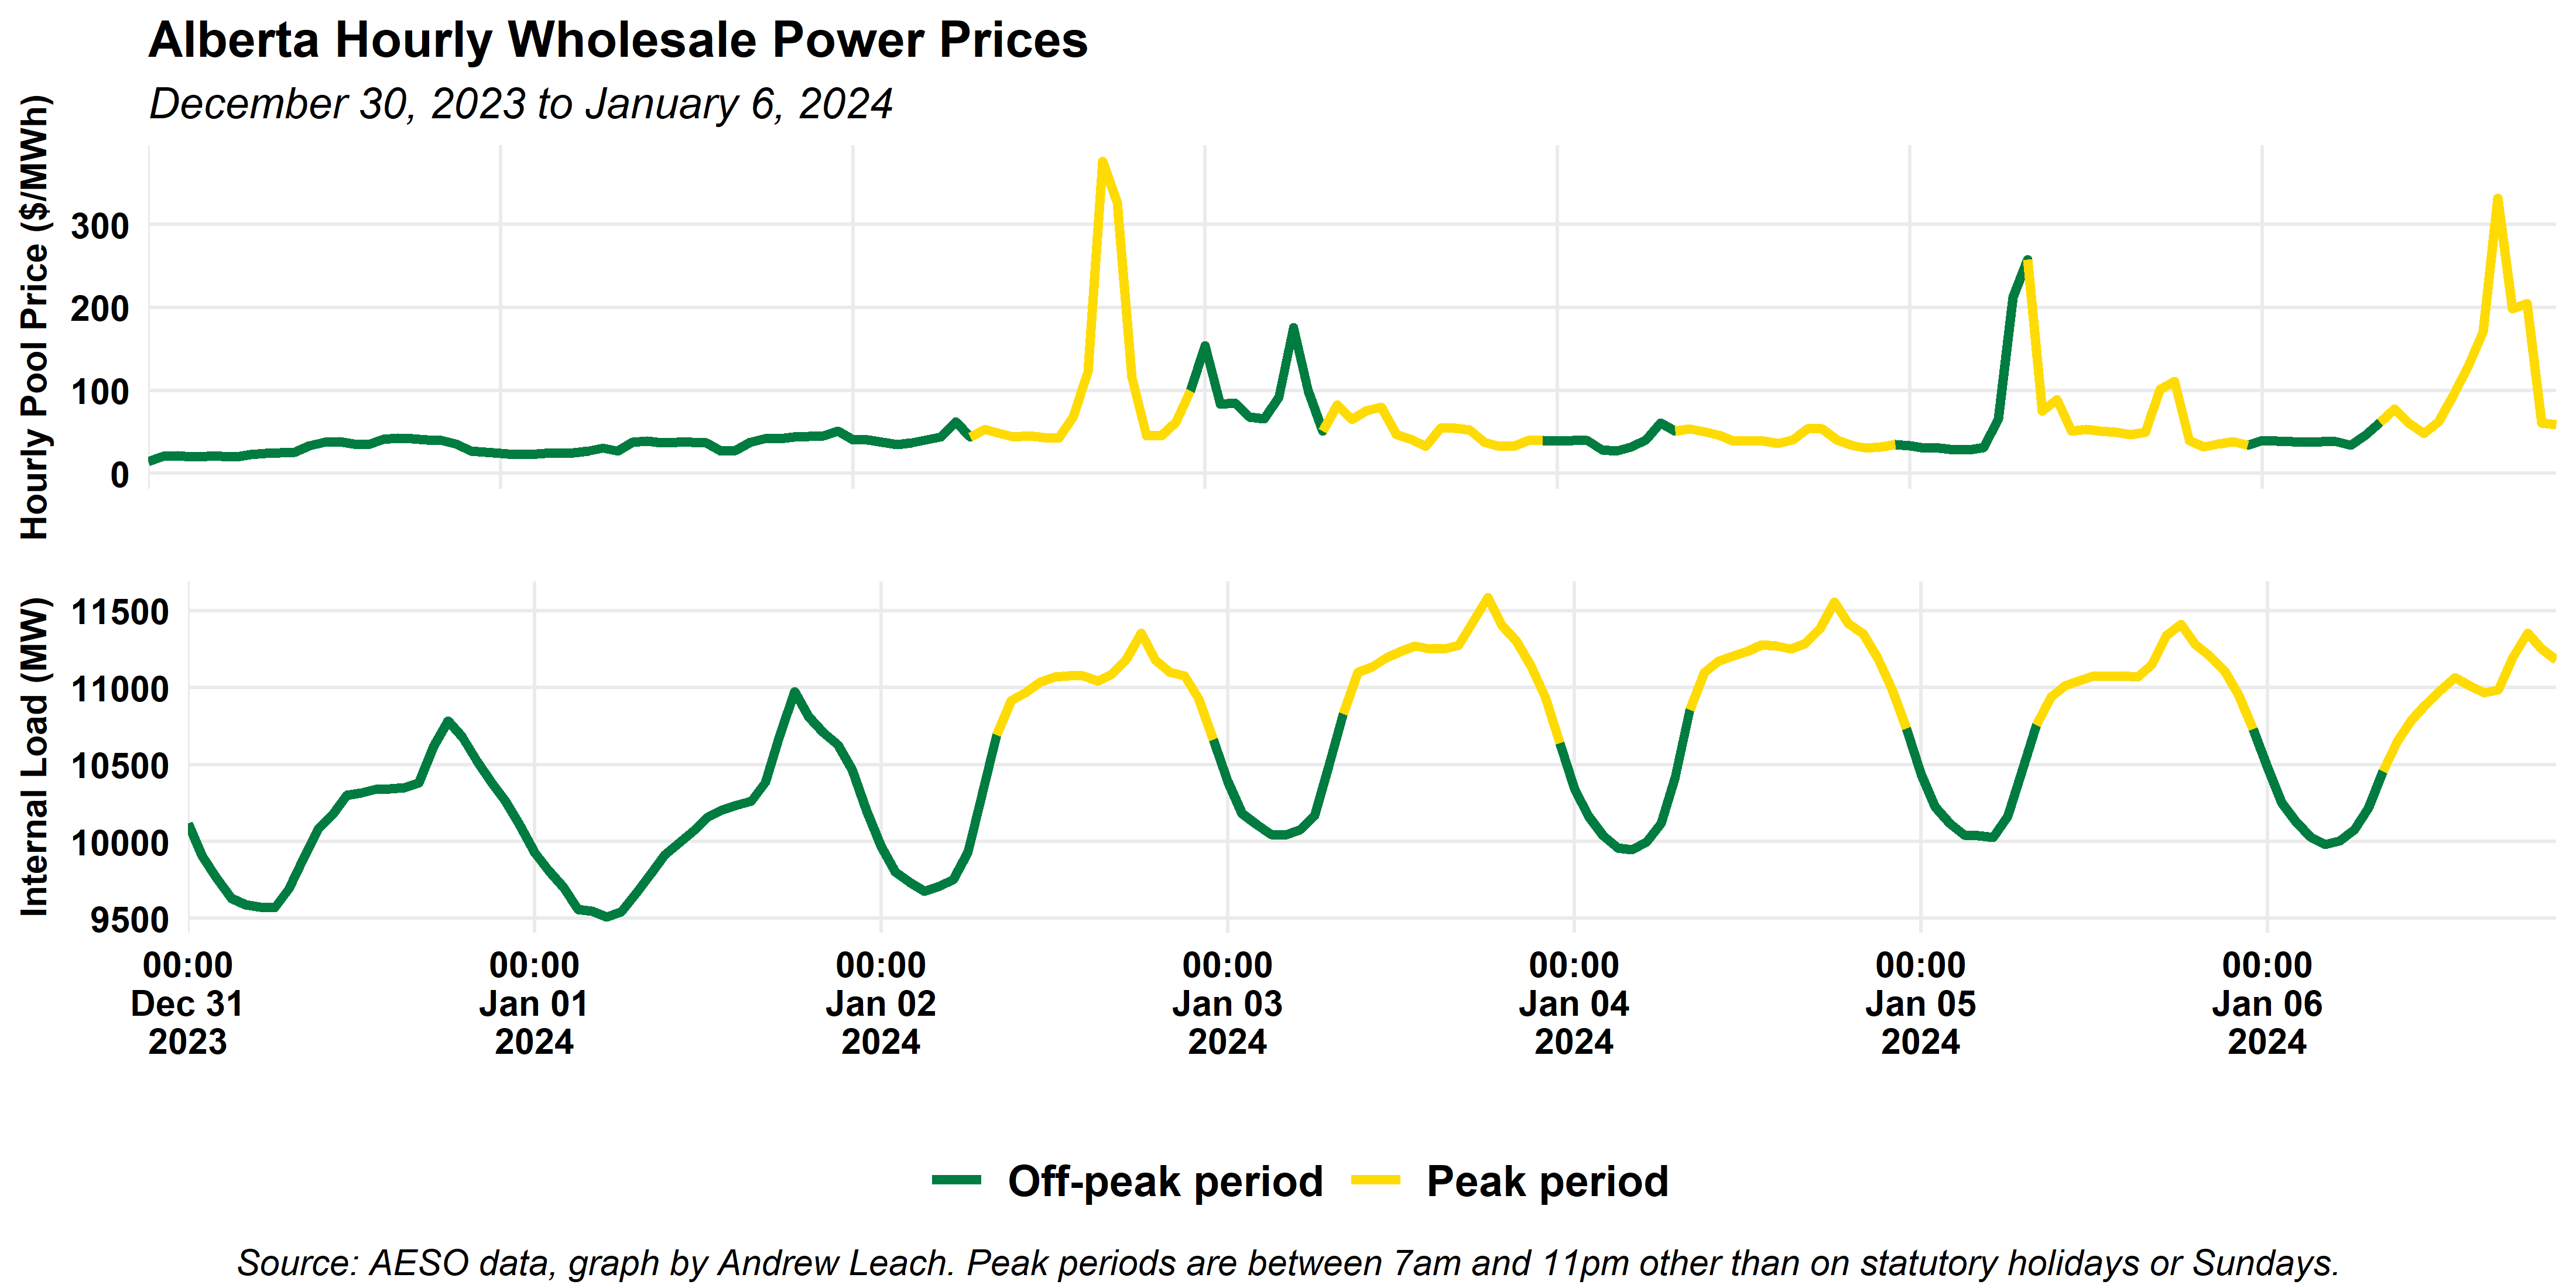 Alberta Hourly Wholesale Power Prices
December 30, 2023 to January 6, 2024
Hourly Pool Price ($/MWh)
300
200
100
0
Internal Load (MW)
11500
11000
10500
10000
9500
00:00 00:00 00:00 00:00 00:00 00:00 00:00
Dec 31 Jan 01 Jan 02 Jan 03 Jan 04 Jan 05 Jan 06
2023 2024 2024 2024 2024 2024 2024
Off-peak period Peak period
Source: AESO data, graph by Andrew Leach. Peak periods are between 7am and 11pm other than on statutory holidays or Sundays.